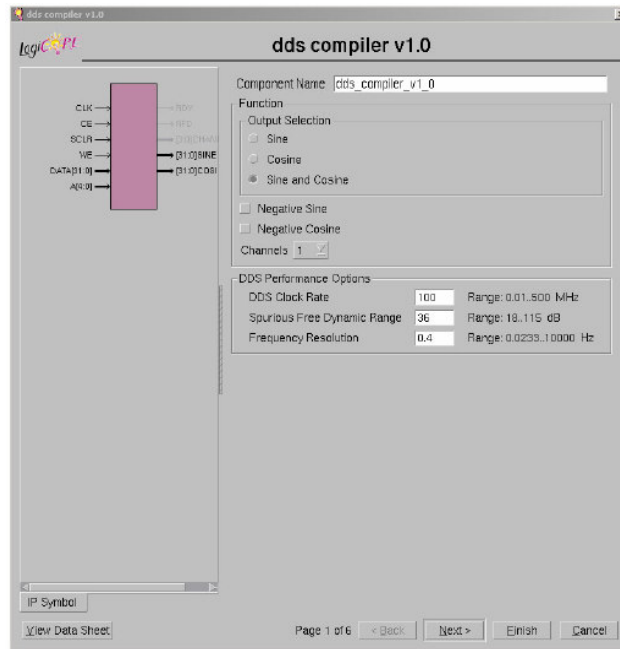 dds compiler v1.0
LogiCORE
dds compiler v1.0
CLK
CE
SCLR
WE
DATA[31:0]
A[4:0]
RDY
RFD
[31:0]SINE
[31:0]COSI
Component Name dds_compiler_v1_0
Function
Output Selection
Sine
Cosine
Sine and Cosine
Negative Sine
Negative Cosine
Channels 1
DDS Performance Options
DDS Clock Rate 100 Range: 0.01..500 MHz
Spurious Free Dynamic Range 36 Range: 18..115 dB
Frequency Resolution 0.4 Range: 0.0233..10000 Hz
IP Symbol
View Data Sheet Page 1 of 6 < Back Next > Finish Cancel